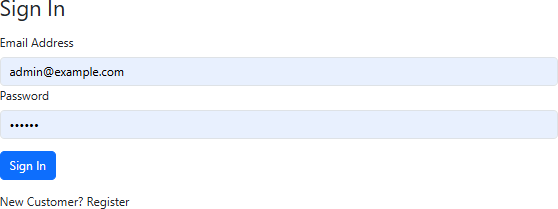 Sign In
Email Address
admin@example.com
Password
••••••
Sign In
New Customer? Register